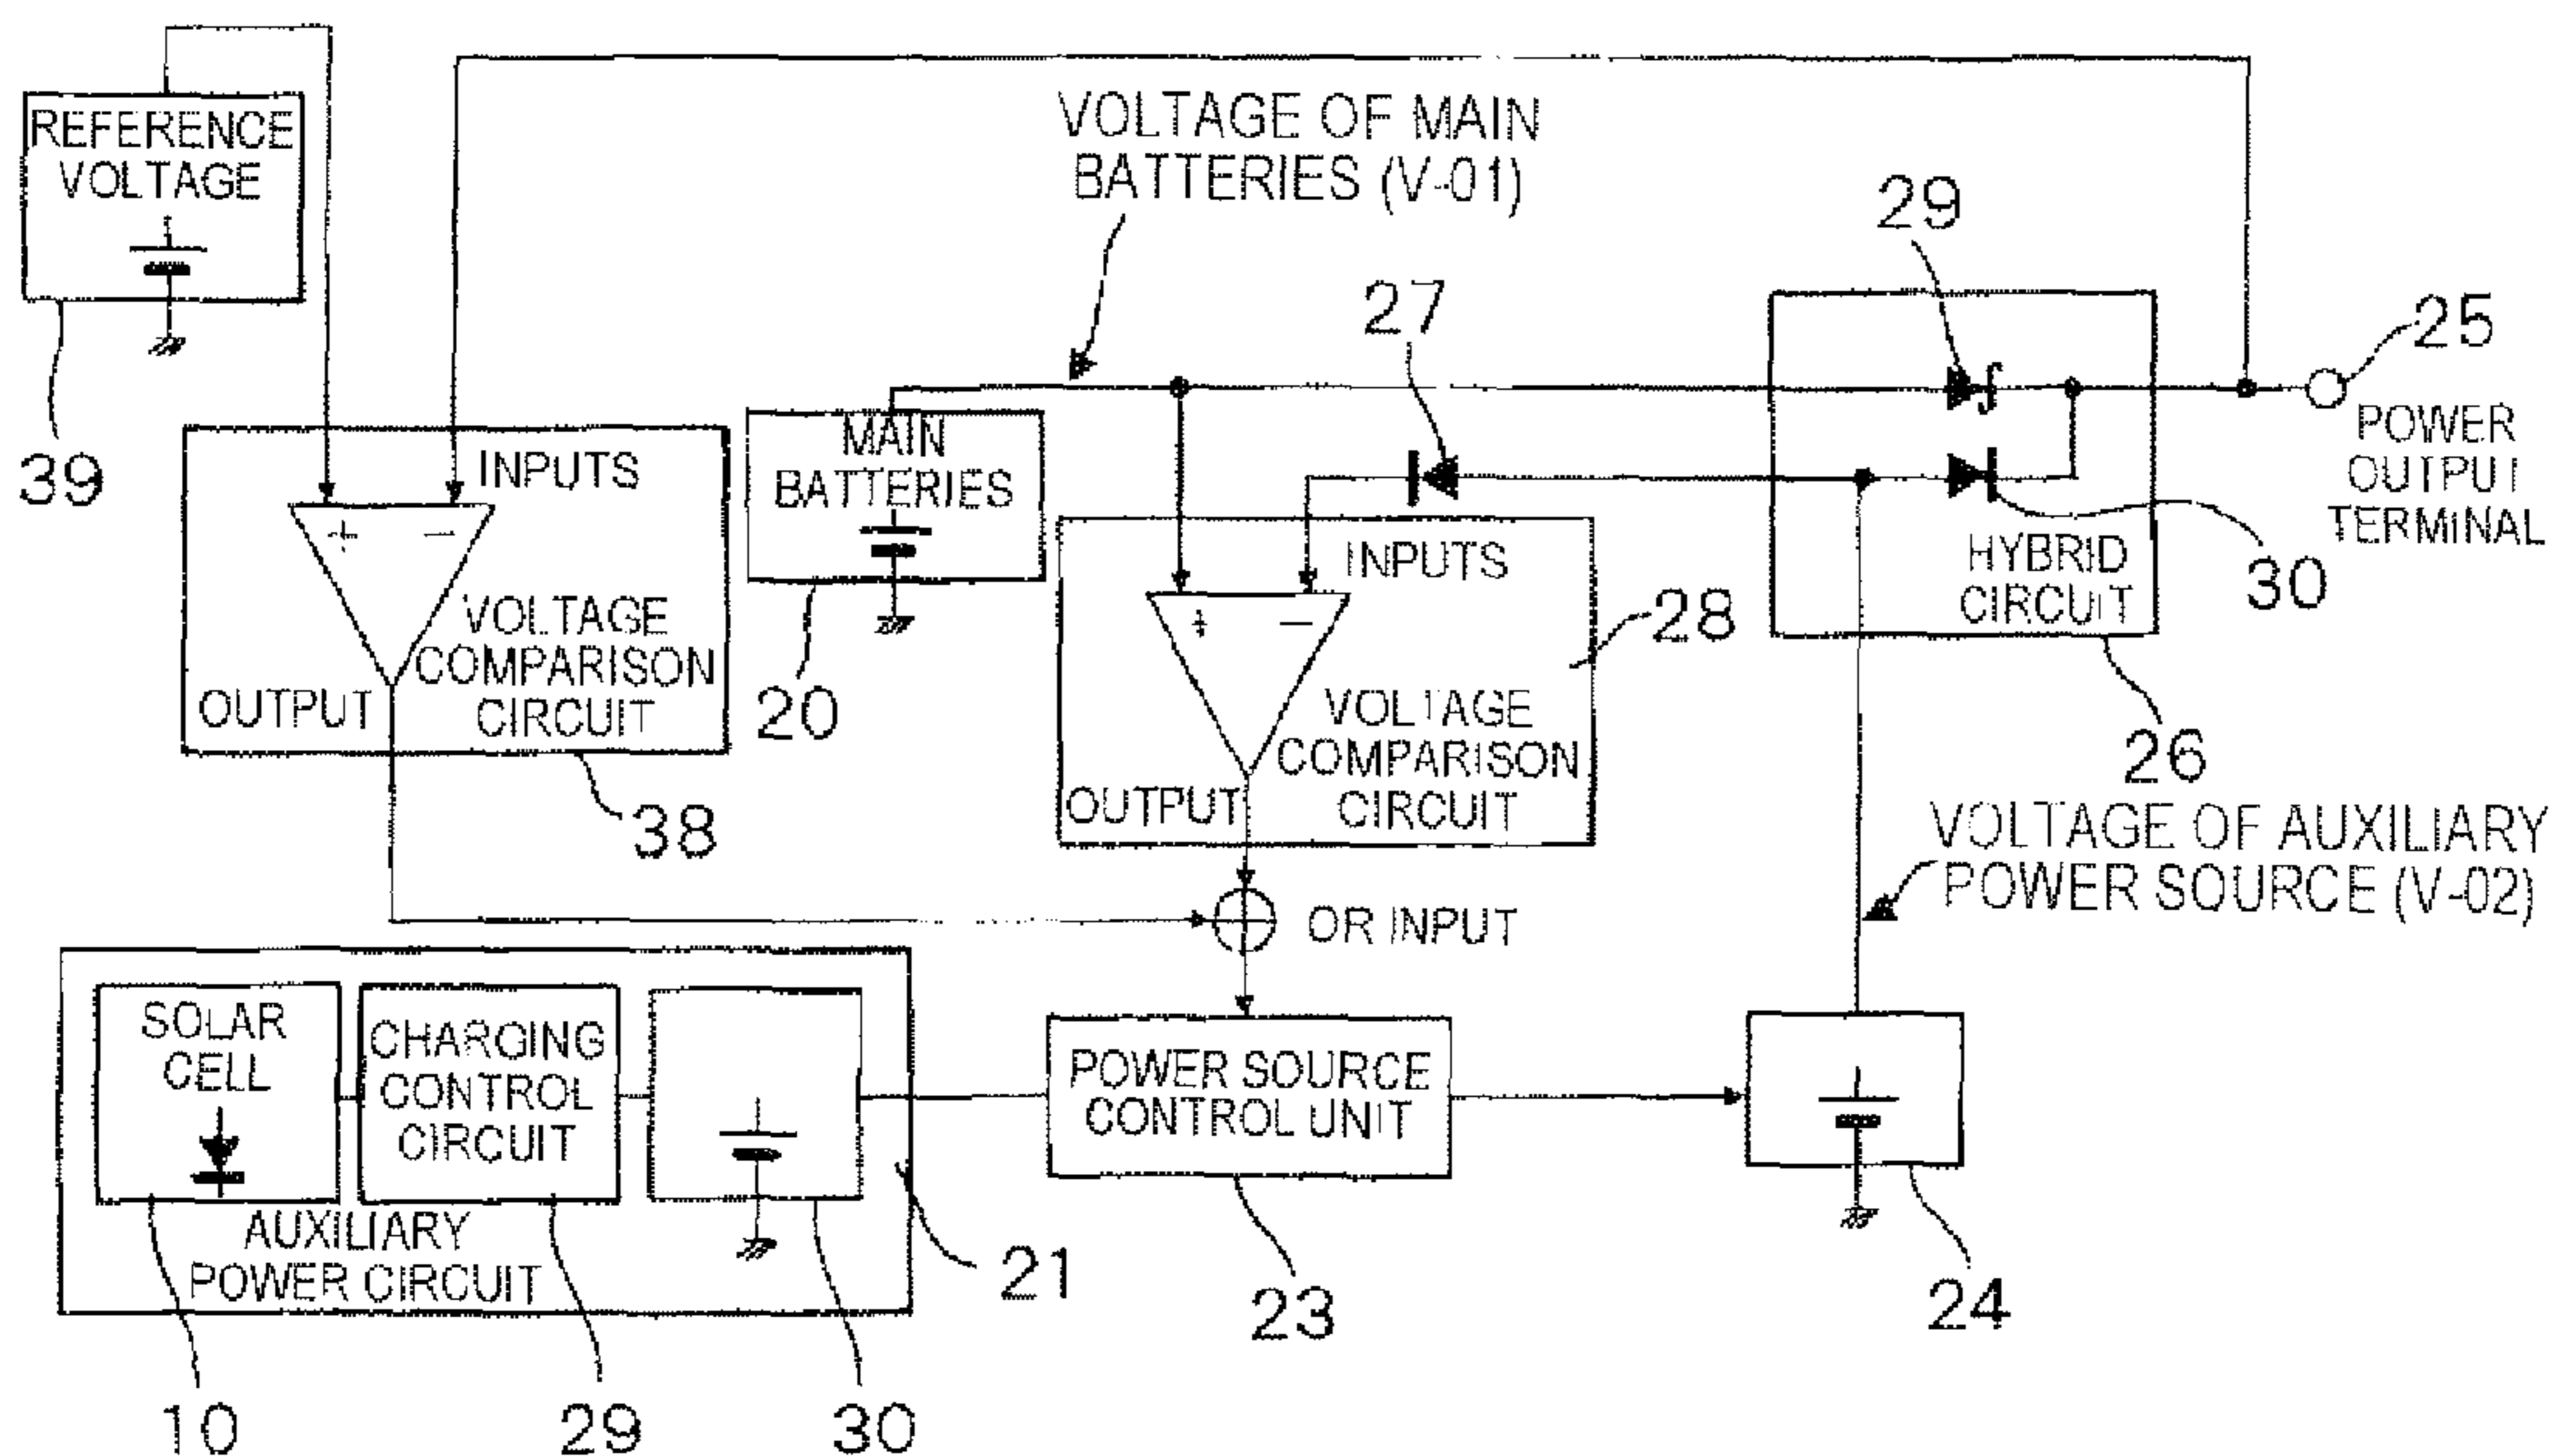 REFERENCE
VOLTAGE
39
VOLTAGE OF MAIN
BATTERIES (V-01)
29
27
25
POWER
OUTPUT
TERMINAL
INPUTS
+ −
VOLTAGE
COMPARISON
CIRCUIT
OUTPUT
38
MAIN
BATTERIES
20
INPUTS
+ −
VOLTAGE
COMPARISON
CIRCUIT
OUTPUT
28
HYBRID
CIRCUIT
30
26
VOLTAGE OF AUXILIARY
POWER SOURCE (V-02)
OR INPUT
SOLAR
CELL
CHARGING
CONTROL
CIRCUIT
AUXILIARY
POWER CIRCUIT
21
POWER SOURCE
CONTROL UNIT
23
24
10
29
30